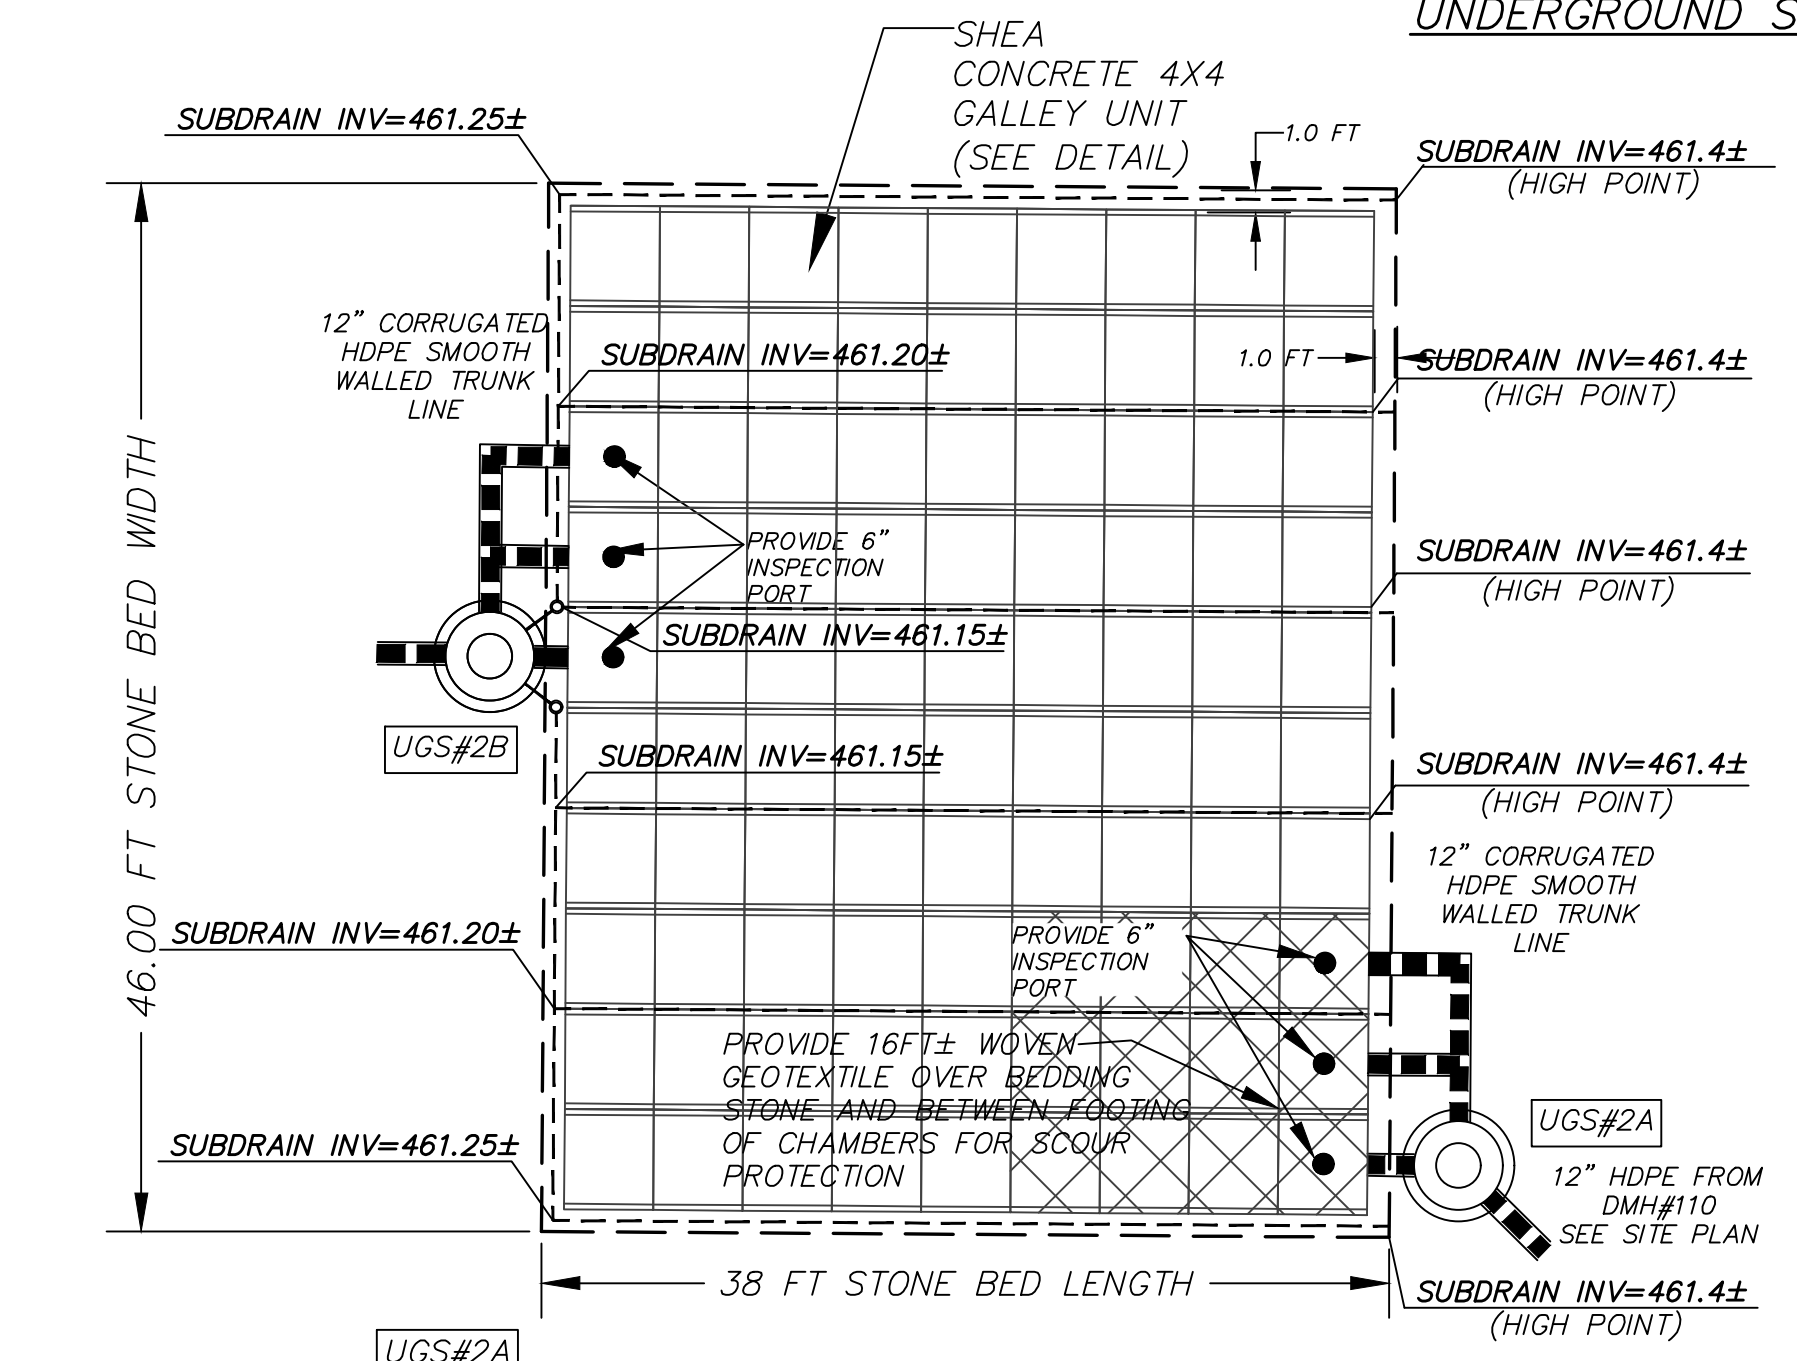 UNDERGROUND S
SHEA
CONCRETE 4X4
GALLEY UNIT
(SEE DETAIL)
SUBDRAIN INV=461.25±
1.0 FT
SUBDRAIN INV=461.4±
(HIGH POINT)
12" CORRUGATED
HDPE SMOOTH
WALLED TRUNK
LINE
SUBDRAIN INV=461.20±
1.0 FT
SUBDRAIN INV=461.4±
(HIGH POINT)
46.00 FT STONE BED WIDTH
PROVIDE 6"
INSPECTION
PORT
SUBDRAIN INV=461.4±
(HIGH POINT)
SUBDRAIN INV=461.15±
UGS#2B
SUBDRAIN INV=461.15±
SUBDRAIN INV=461.4±
(HIGH POINT)
12" CORRUGATED
HDPE SMOOTH
WALLED TRUNK
LINE
SUBDRAIN INV=461.20±
PROVIDE 6"
INSPECTION
PORT
PROVIDE 16FT± WOVEN
GEOTEXTILE OVER BEDDING
STONE AND BETWEEN FOOTING
OF CHAMBERS FOR SCOUR
PROTECTION
SUBDRAIN INV=461.25±
UGS#2A
12" HDPE FROM
DMH#110
SEE SITE PLAN
38 FT STONE BED LENGTH
SUBDRAIN INV=461.4±
(HIGH POINT)
UGS#2A